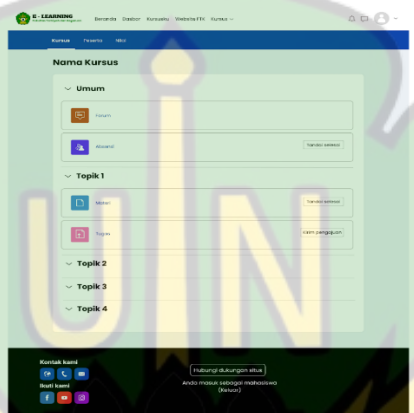 E - LEARNING
Beranda Dasbor Kursusku Website FTK Kursus
Kursus Peserta Nilai
Nama Kursus
Umum
Forum
Absensi
Tandai selesai
Topik 1
Materi
Tandai selesai
Tugas
Kirim pengajuan
Topik 2
Topik 3
Topik 4
Kontak kami
Ikuti kami
Hubungi dukungan situs
Anda masuk sebagai mahasiswa
(Keluar)
UIN